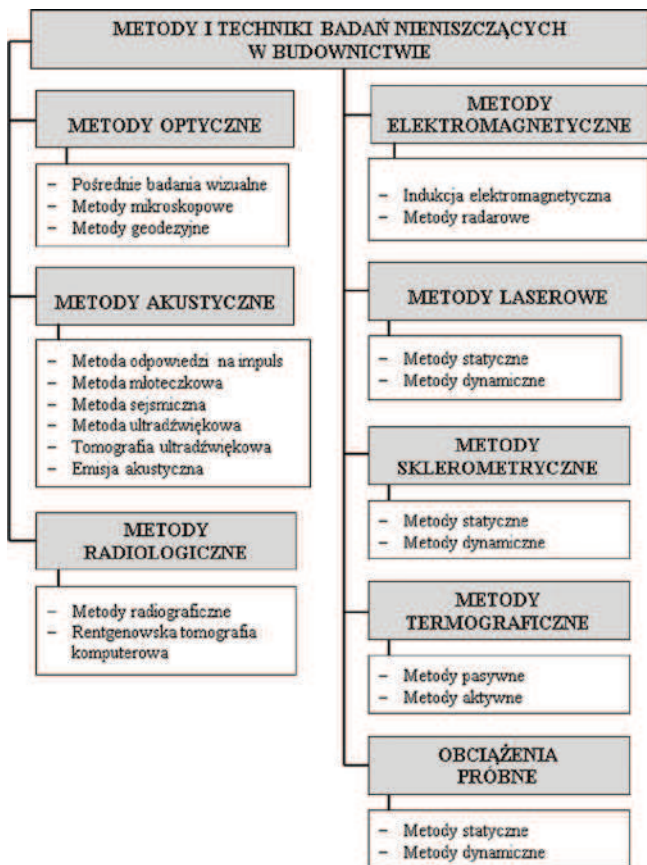 METODY I TECHNIKI BADAŃ NIENISZCZĄCYCH
W BUDOWNICTWIE
METODY OPTYCZNE
– Pośrednie badania wizualne
– Metody mikroskopowe
– Metody geodezyjne
METODY AKUSTYCZNE
– Metoda odpowiedzi na impuls
– Metoda młoteczkowa
– Metoda sejsmiczna
– Metoda ultradźwiękowa
– Tomografia ultradźwiękowa
– Emisja akustyczna
METODY
RADIOLOGICZNE
– Metody radiograficzne
– Rentgenowska tomografia
komputerowa
METODY
ELEKTROMAGNETYCZNE
– Indukcja elektromagnetyczna
– Metody radarowe
METODY LASEROWE
– Metody statyczne
– Metody dynamiczne
METODY
SKLEROMETRYCZNE
– Metody statyczne
– Metody dynamiczne
METODY
TERMOGRAFICZNE
– Metody pasywne
– Metody aktywne
OBCIĄŻENIA
PRÓBNE
– Metody statyczne
– Metody dynamiczne